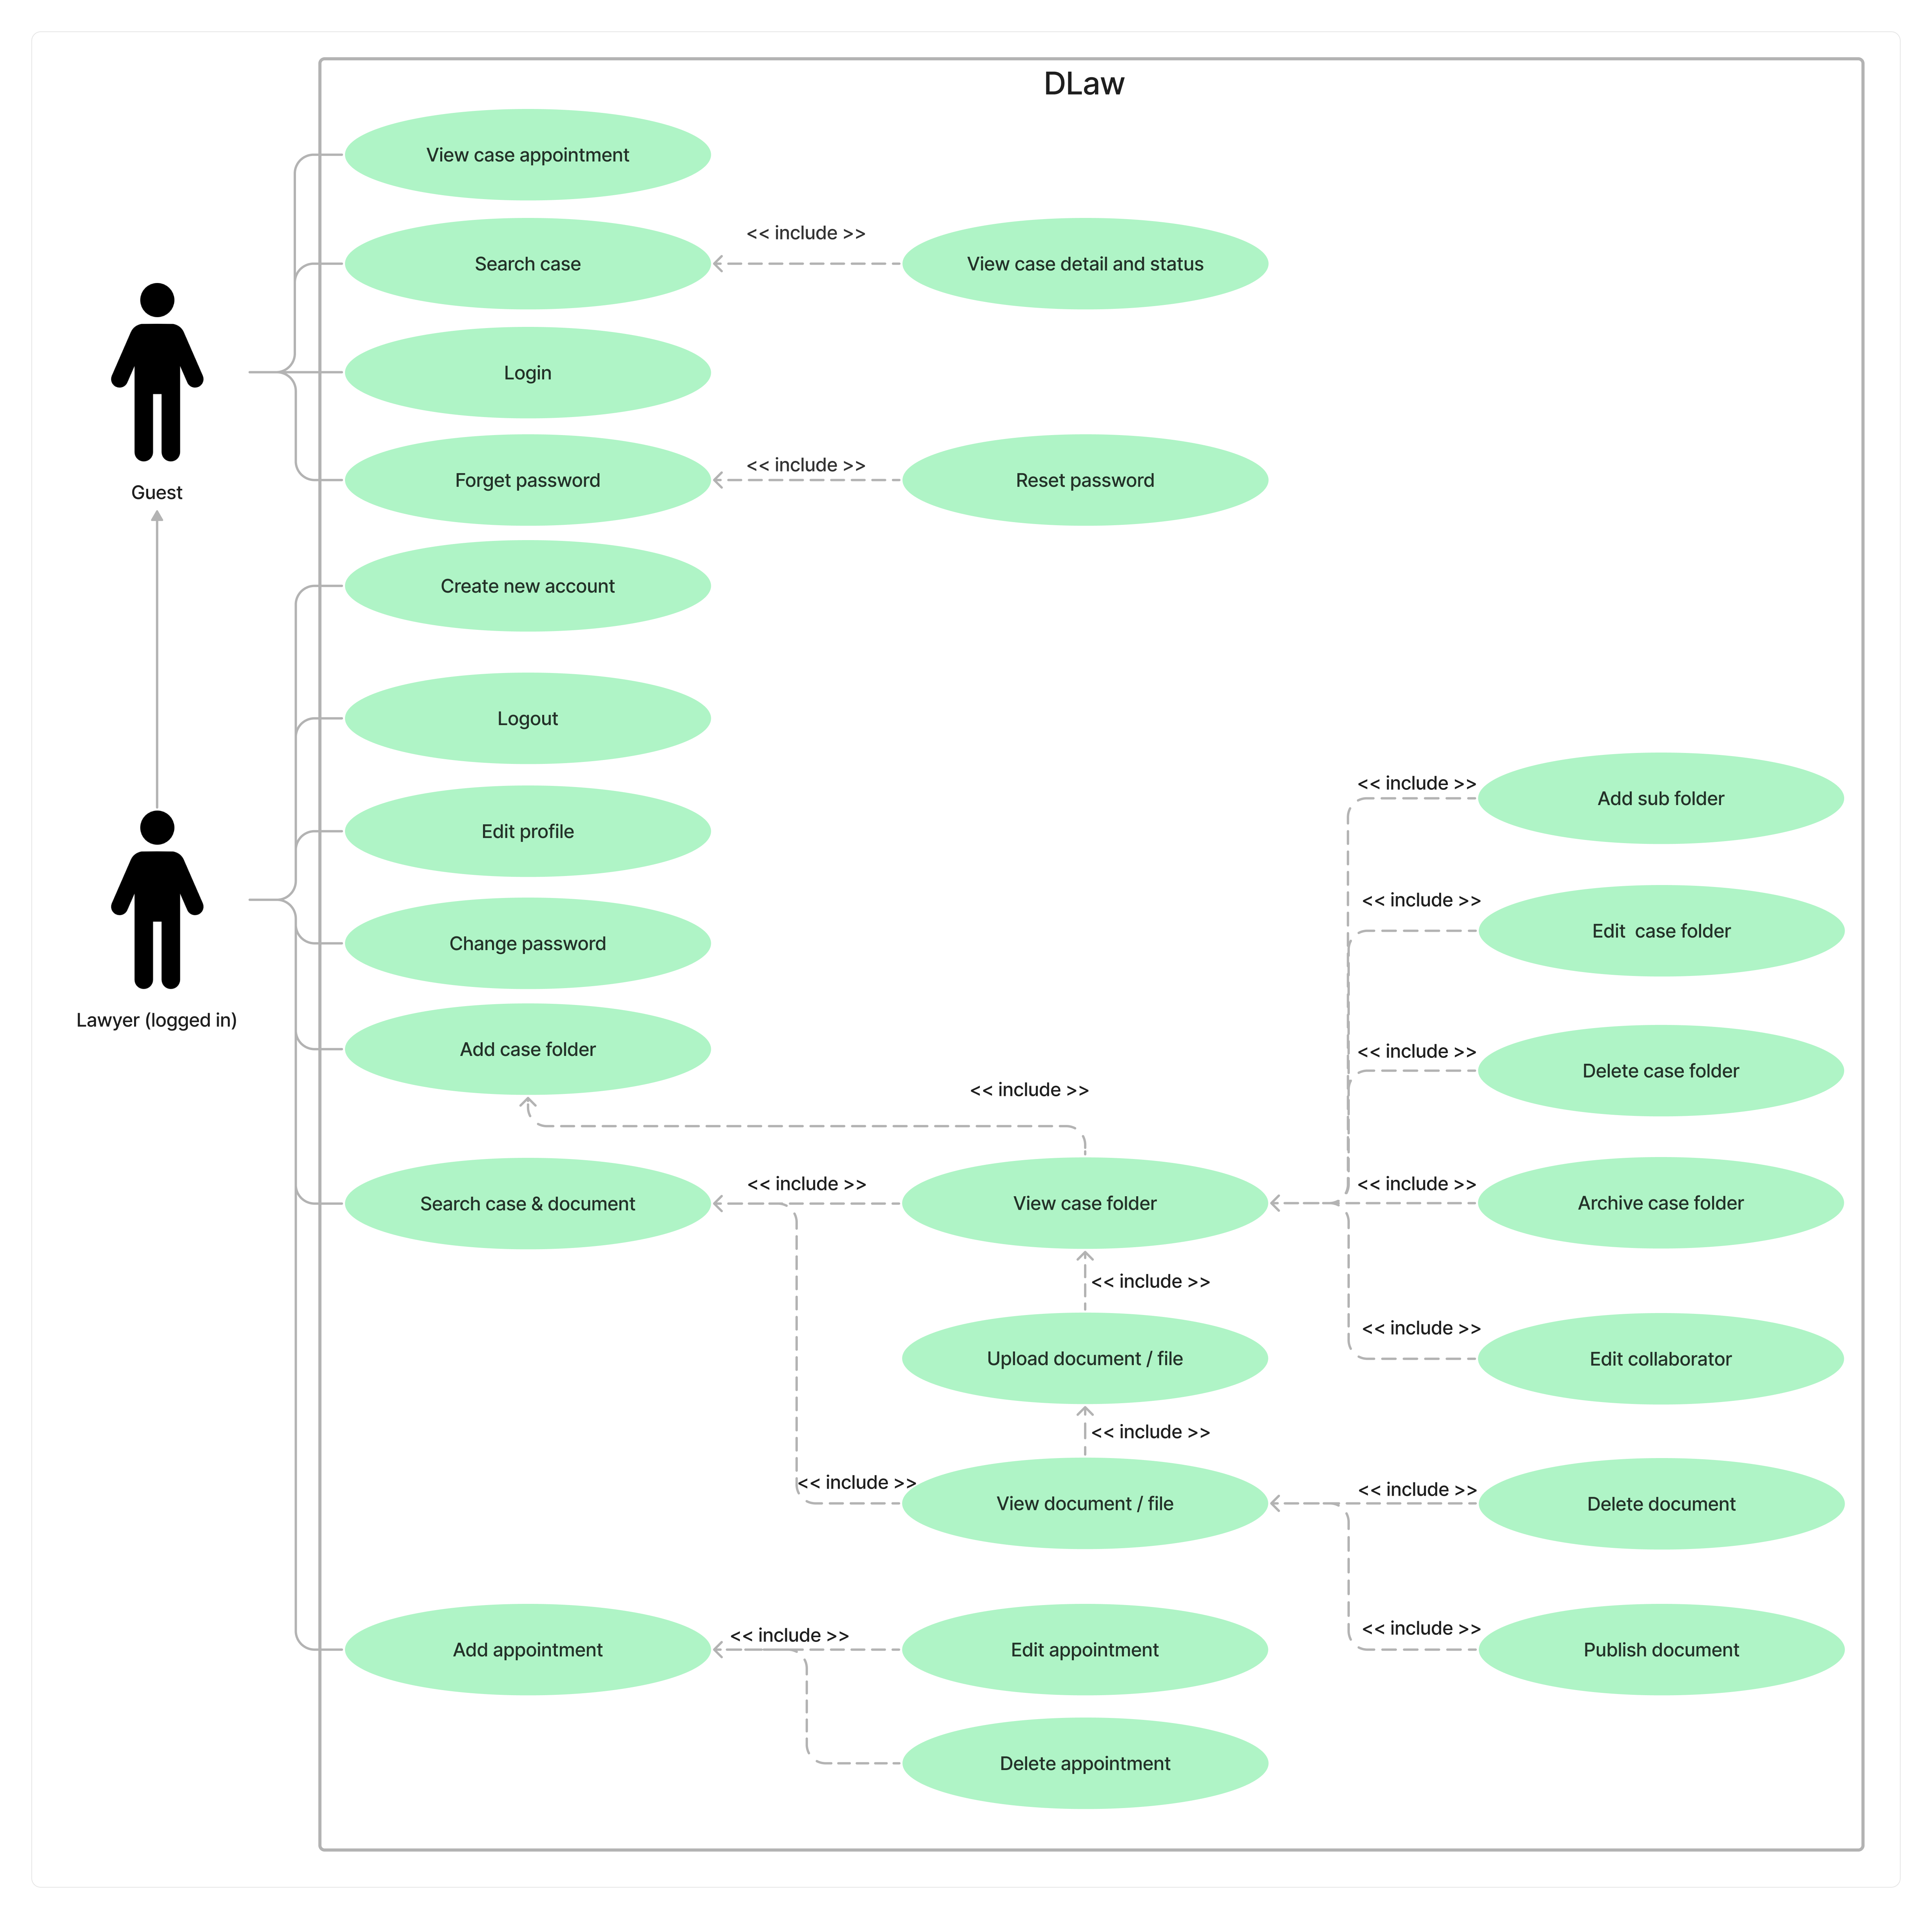 DLaw
View case appointment
Search case
<< include >>
View case detail and status
Login
Forget password
<< include >>
Reset password
Guest
Create new account
Logout
Edit profile
Change password
Lawyer (logged in)
Add case folder
<< include >>
Add sub folder
<< include >>
Edit  case folder
<< include >>
Delete case folder
<< include >>
Search case & document
<< include >>
View case folder
<< include >>
Archive case folder
<< include >>
Upload document / file
<< include >>
Edit collaborator
<< include >>
<< include >>
View document / file
<< include >>
Delete document
Add appointment
<< include >>
Edit appointment
<< include >>
Publish document
Delete appointment